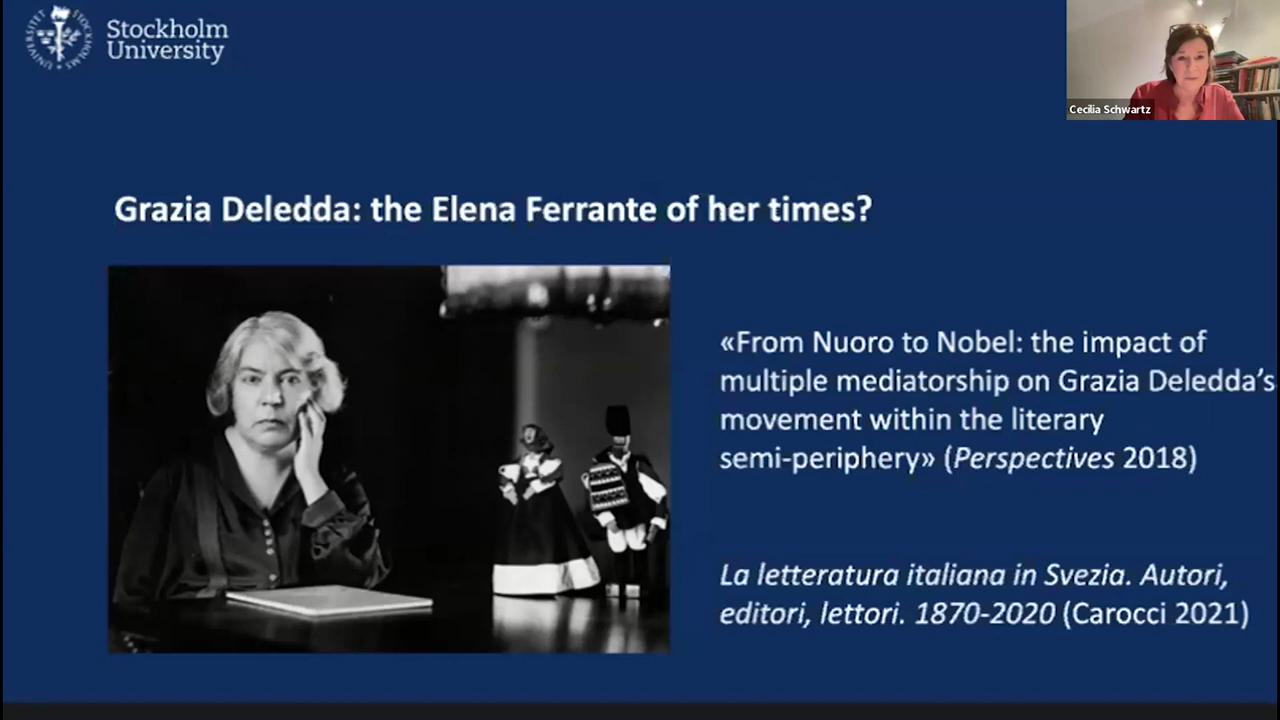 Stockholm
University
Cecilia Schwartz
Grazia Deledda: the Elena Ferrante of her times?
«From Nuoro to Nobel: the impact of
multiple mediatorship on Grazia Deledda's
movement within the literary
semi-periphery» (Perspectives 2018)
La letteratura italiana in Svezia. Autori,
editori, lettori. 1870-2020 (Carocci 2021)